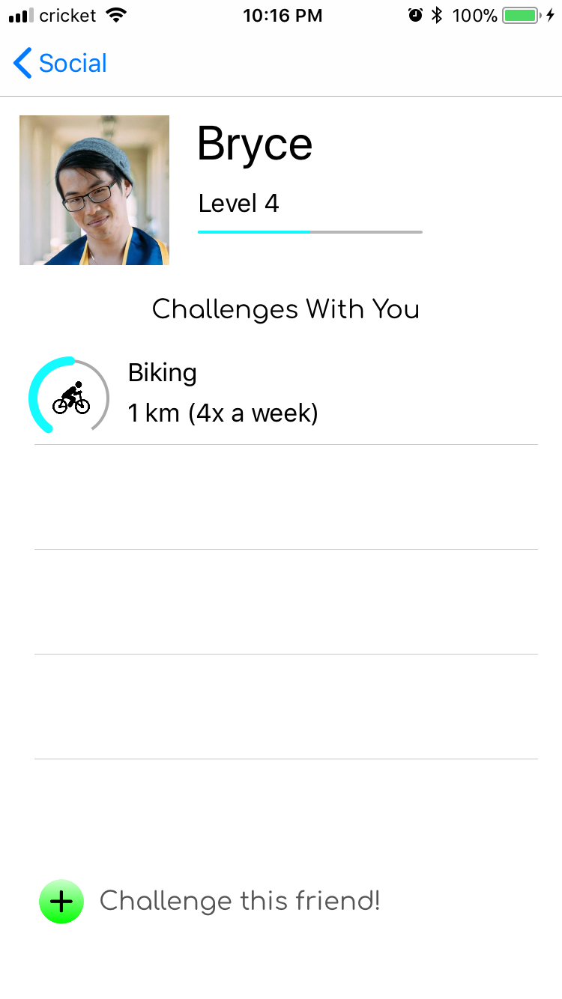 cricket 10:16 PM 100%
Social
Bryce
Level 4
Challenges With You
Biking
1 km (4x a week)
Challenge this friend!